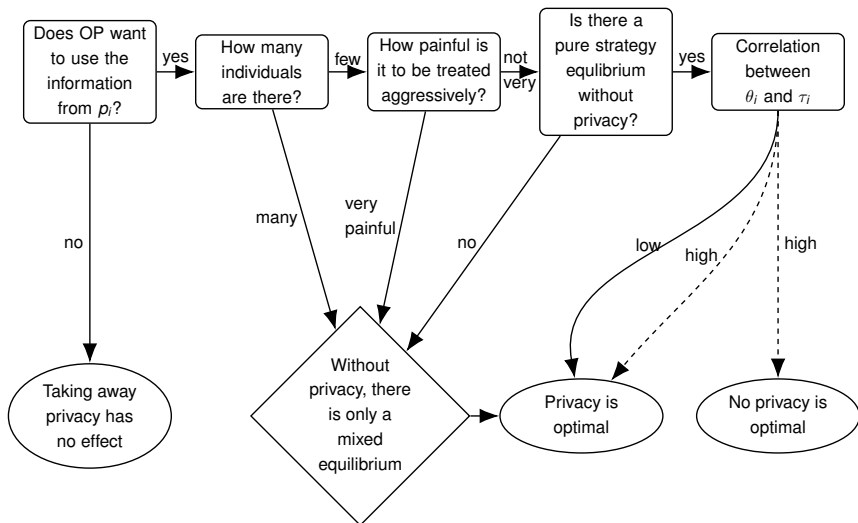 Does OP want
to use the
information
from pᵢ?
yes
How many
individuals
are there?
few
How painful is
it to be treated
aggressively?
not
very
Is there a
pure strategy
equlibrium
without
privacy?
yes
Correlation
between
θᵢ and τᵢ
no
many
very
painful
no
low
high
high
Taking away
privacy has
no effect
Without
privacy, there
is only a
mixed
equilibrium
Privacy is
optimal
No privacy is
optimal